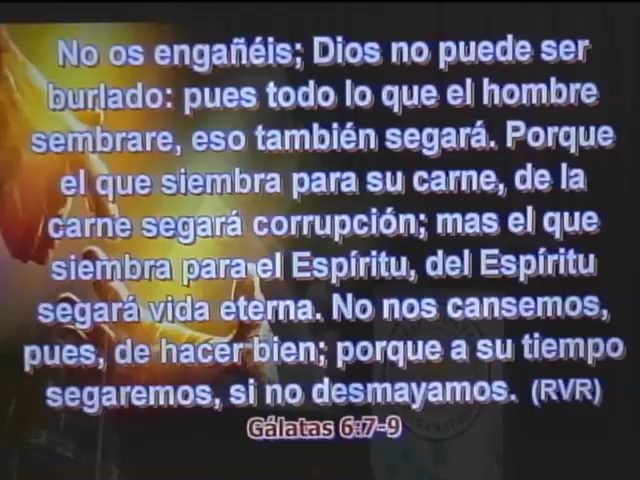 No os engañéis; Dios no puede ser
burlado: pues todo lo que el hombre
sembrare, eso también segará. Porque
el que siembra para su carne, de la
carne segará corrupción; mas el que
siembra para el Espíritu, del Espíritu
segará vida eterna. No nos cansemos,
pues, de hacer bien; porque a su tiempo
segaremos, si no desmayamos. (RVR)
Gálatas 6:7-9